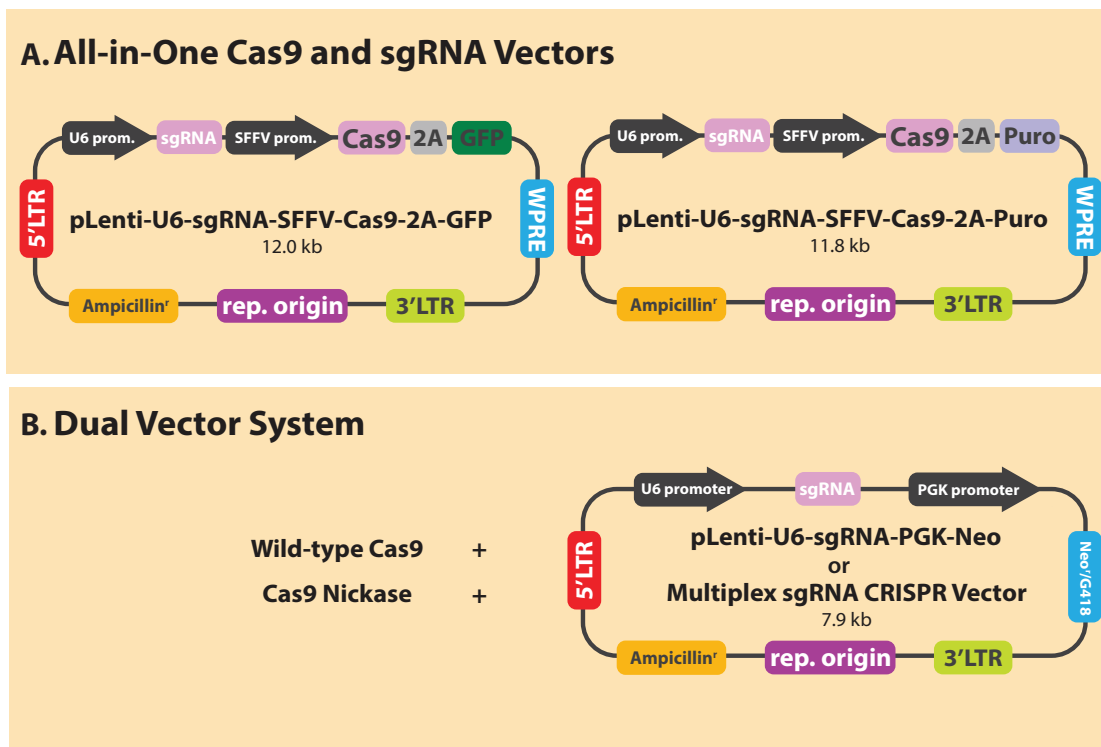 A. All-in-One Cas9 and sgRNA Vectors
U6 prom.
sgRNA
SFFV prom.
Cas9
2A
GFP
5'LTR
pLenti-U6-sgRNA-SFFV-Cas9-2A-GFP
12.0 kb
WPRE
Ampicillinʳ
rep. origin
3'LTR
U6 prom.
sgRNA
SFFV prom.
Cas9
2A
Puro
5'LTR
pLenti-U6-sgRNA-SFFV-Cas9-2A-Puro
11.8 kb
WPRE
Ampicillinʳ
rep. origin
3'LTR
B. Dual Vector System
Wild-type Cas9 +
Cas9 Nickase +
U6 promoter
sgRNA
PGK promoter
5'LTR
pLenti-U6-sgRNA-PGK-Neo
or
Multiplex sgRNA CRISPR Vector
7.9 kb
Neoʳ/G418
Ampicillinʳ
rep. origin
3'LTR